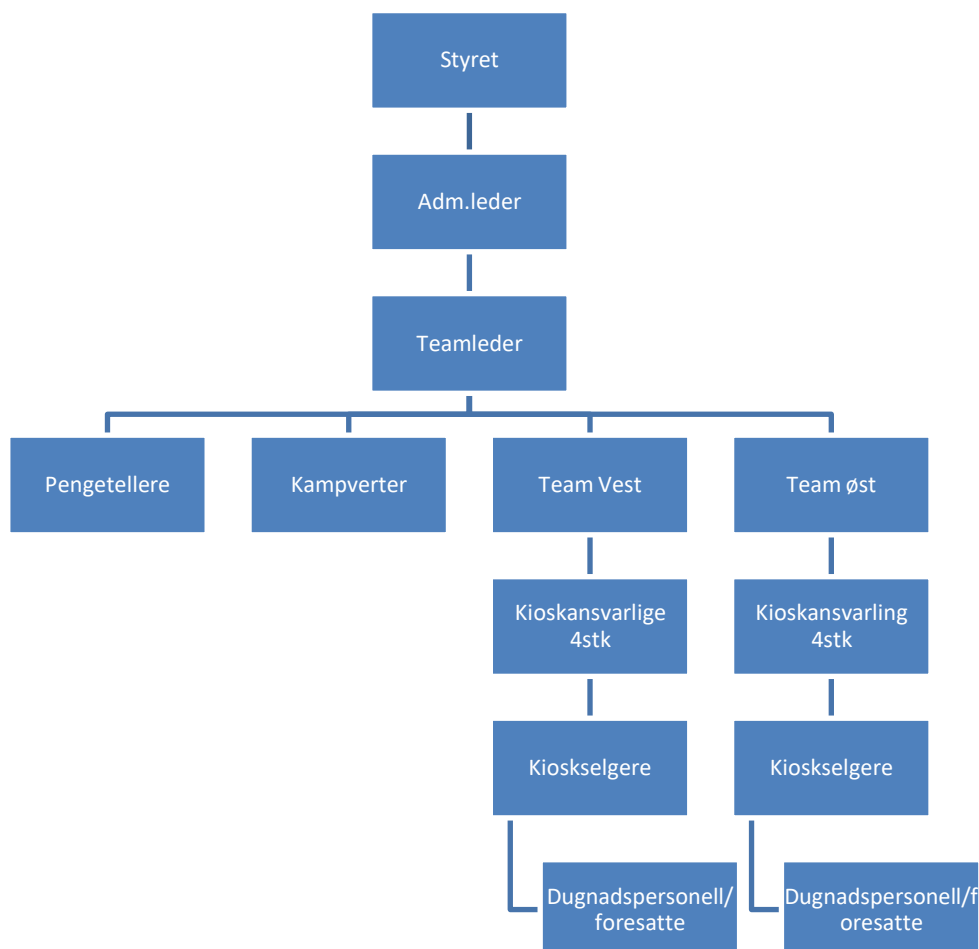 Styret
Adm.leder
Teamleder
Pengetellere
Kampverter
Team Vest
Team øst
Kioskansvarlige
4stk
Kioskansvarling
4stk
Kioskselgere
Kioskselgere
Dugnadspersonell/
foresatte
Dugnadspersonell/f
oresatte